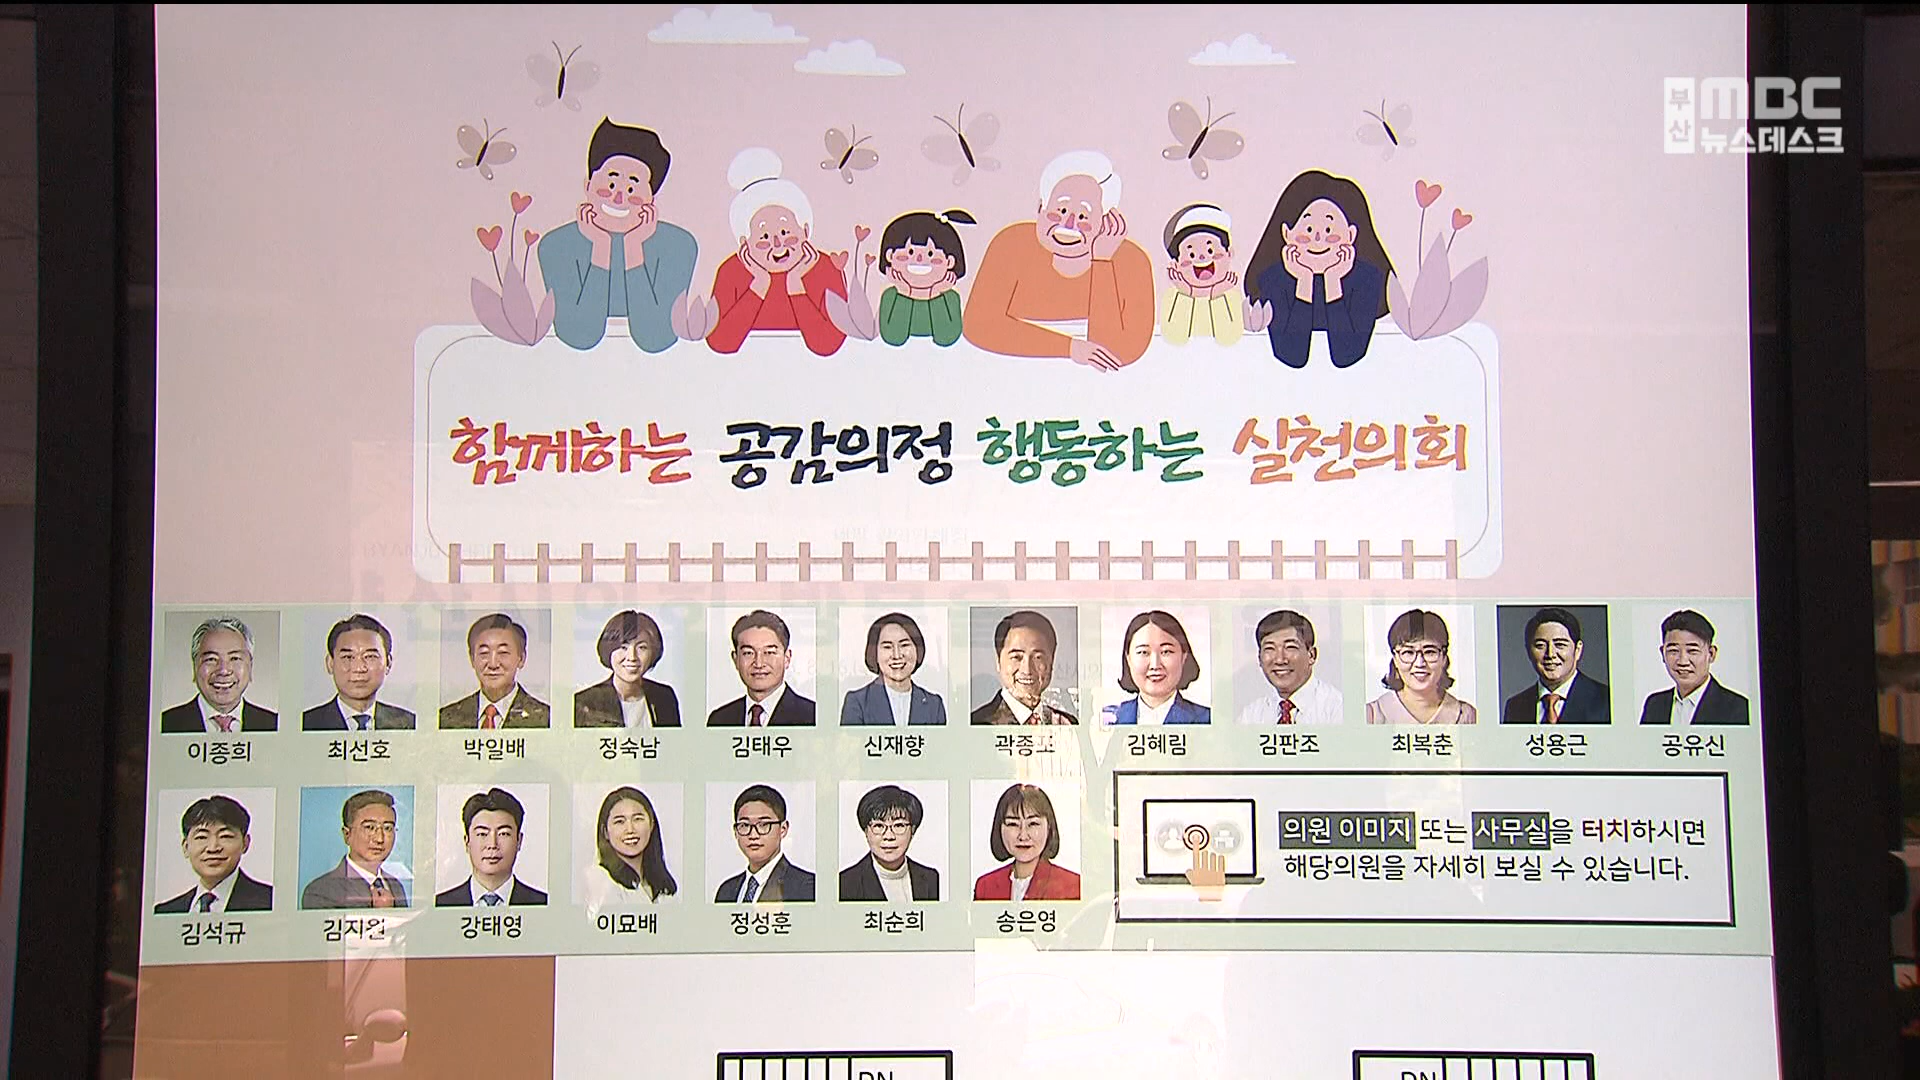 부산 MBC
뉴스데스크
함께하는 공감의정 행동하는 실천의회
이종희 최선호 박일배 정숙남 김태우 신재향 곽종포 김혜림 김판조 최복춘 성용근 공유신
의원 이미지 또는 사무실을 터치하시면
해당의원을 자세히 보실 수 있습니다.
김석규 김지원 강태영 이묘배 정성훈 최순희 송은영
DN
DN